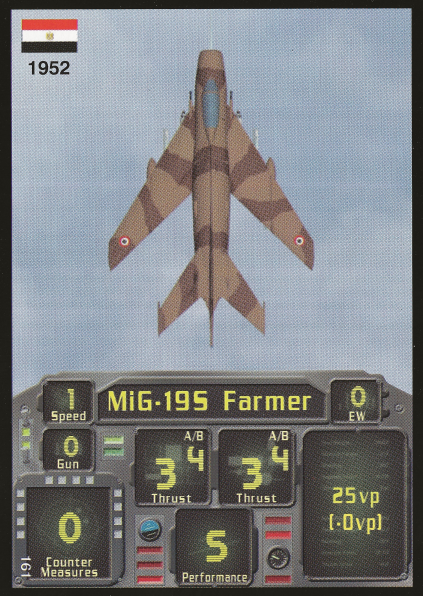 1952
MiG-19S Farmer
1
Speed
0
EW
0
Gun
A/B
3 4
Thrust
A/B
3 4
Thrust
25vp
(-0vp)
0
Counter
Measures
5
Performance
161